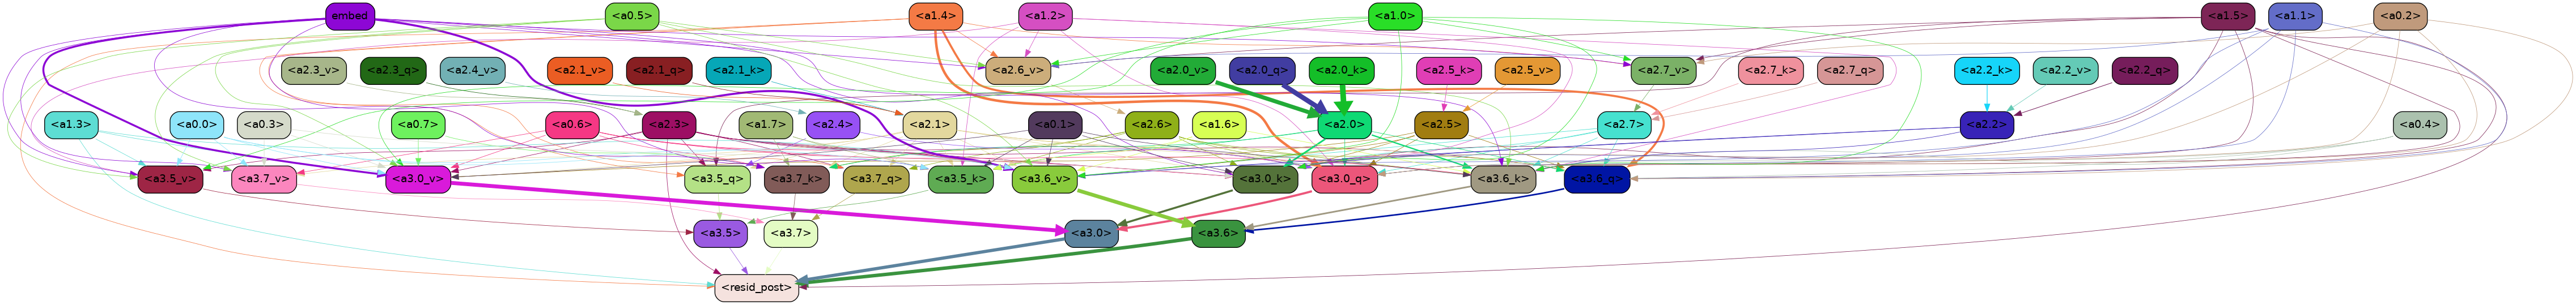 embed <a0.5> <a1.4> <a1.2> <a1.0> <a1.5> <a1.1> <a0.2>
<a2.3_v> <a2.3_q> <a2.4_v> <a2.1_v> <a2.1_q> <a2.1_k> <a2.6_v> <a2.0_v> <a2.0_q> <a2.0_k> <a2.5_k> <a2.5_v> <a2.7_v> <a2.7_k> <a2.7_q> <a2.2_k> <a2.2_v> <a2.2_q>
<a1.3> <a0.0> <a0.3> <a0.7> <a0.6> <a2.3> <a1.7> <a2.4> <a2.1> <a0.1> <a2.6> <a1.6> <a2.0> <a2.5> <a2.7> <a2.2> <a0.4>
<a3.5_v> <a3.7_v> <a3.0_v> <a3.5_q> <a3.7_k> <a3.7_q> <a3.5_k> <a3.6_v> <a3.0_k> <a3.0_q> <a3.6_k> <a3.6_q>
<a3.5> <a3.7> <a3.0> <a3.6>
<resid_post>